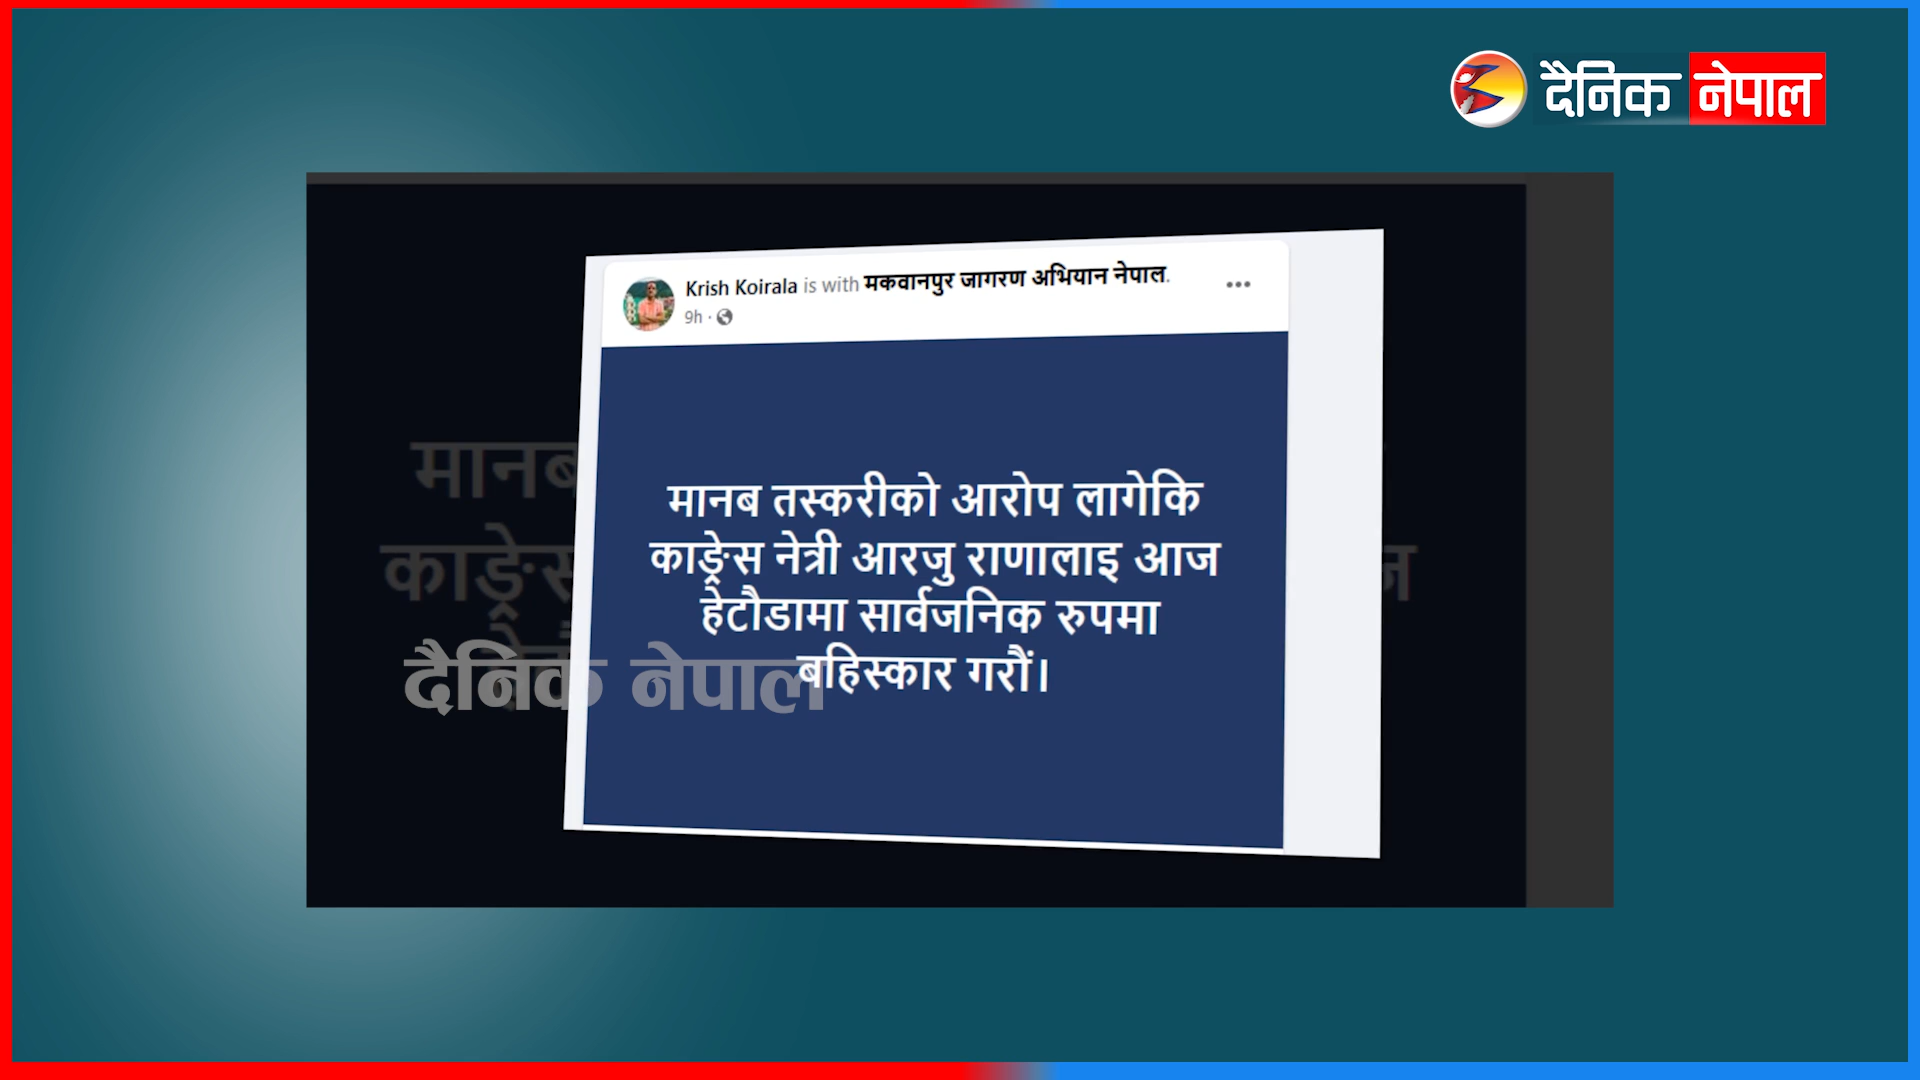 दैनिक नेपाल
Krish Koirala is with मकवानपुर जागरण अभियान नेपाल.
9h ·
मानब तस्करीको आरोप लागेकि
काङ्रेस नेत्री आरजु राणालाइ आज
हेटौडामा सार्वजनिक रुपमा
बहिस्कार गरौं।
दैनिक नेपाल
मानब
काङ्रेस